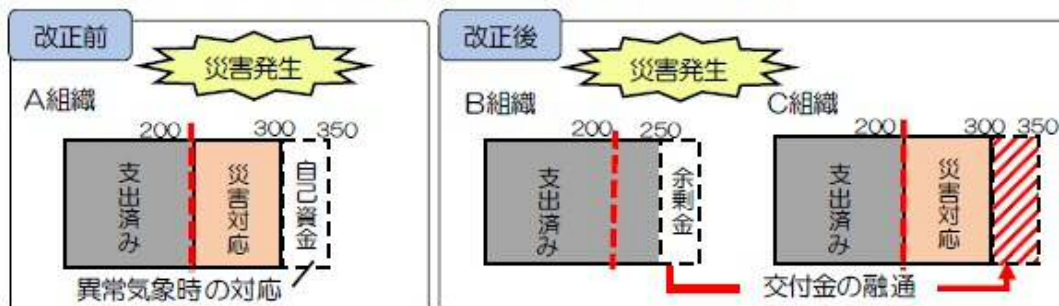 改正前
災害発生
A組織
200
300
350
支出済み
災害対応
自己資金
異常気象時の対応
改正後
災害発生
B組織
200
250
支出済み
余剰金
C組織
200
300
350
支出済み
災害対応
交付金の融通